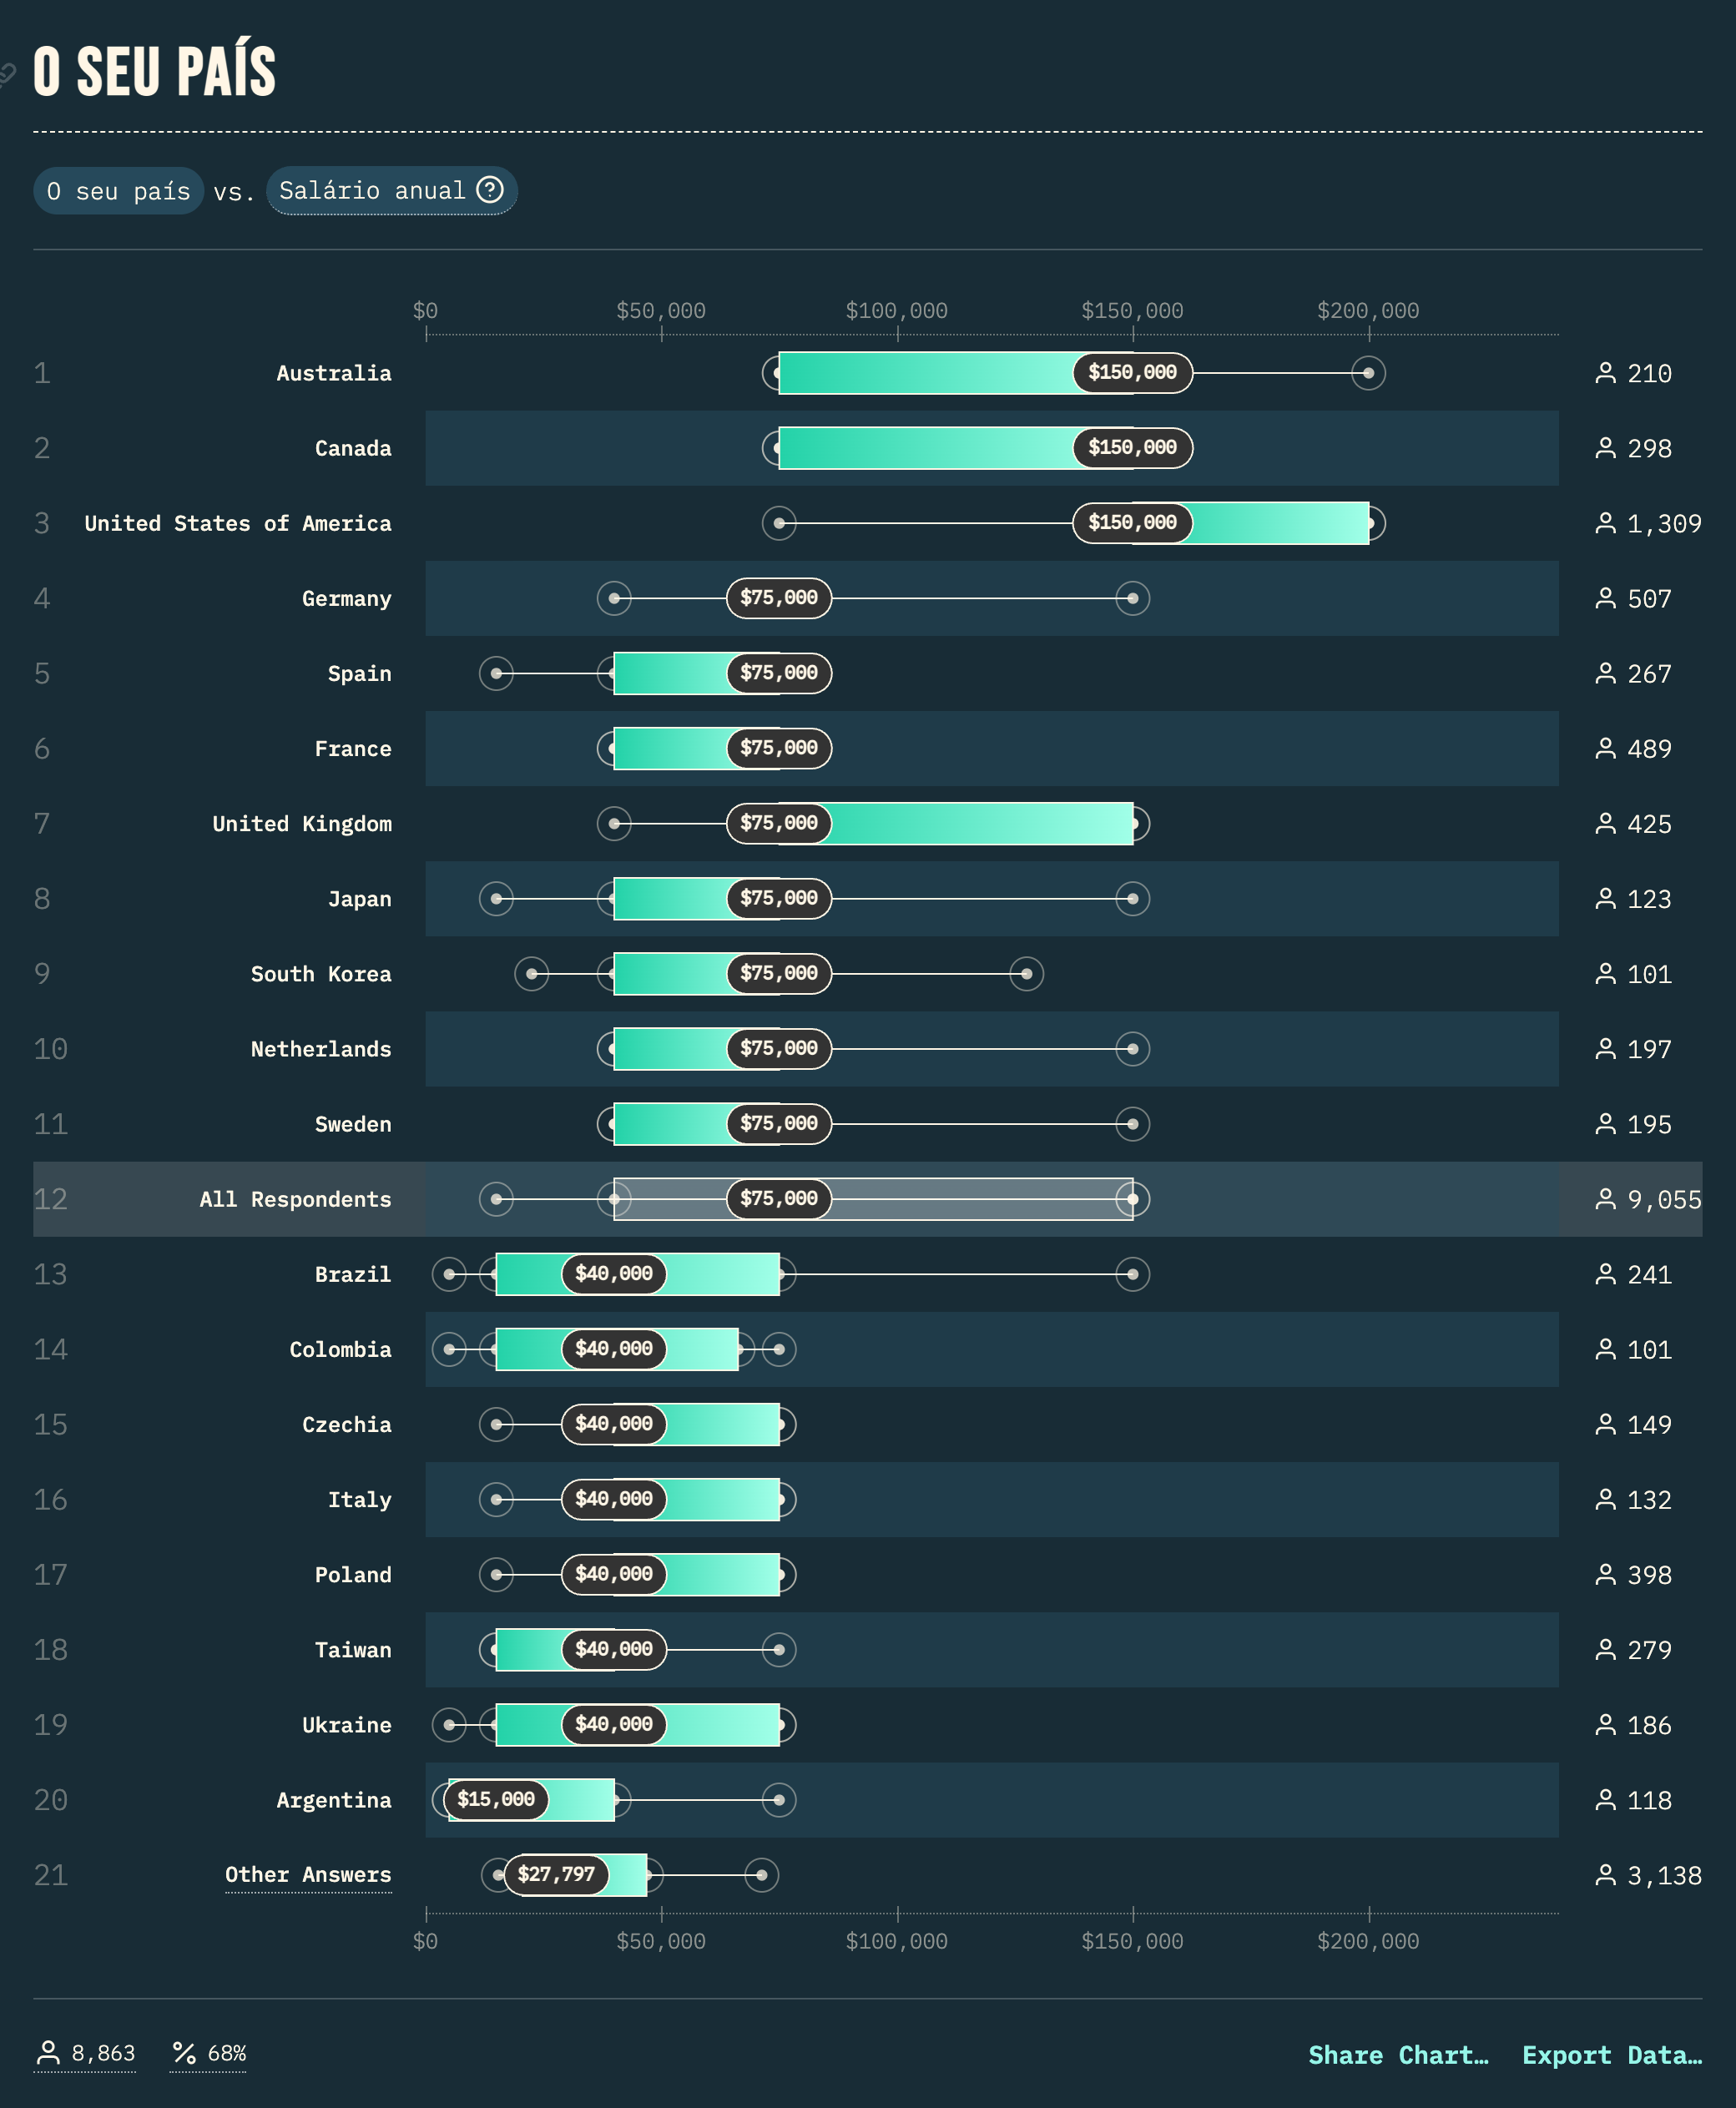 O SEU PAÍS
O seu país vs. Salário anual ?
$0 $50,000 $100,000 $150,000 $200,000
1 Australia $150,000 210
2 Canada $150,000 298
3 United States of America $150,000 1,309
4 Germany $75,000 507
5 Spain $75,000 267
6 France $75,000 489
7 United Kingdom $75,000 425
8 Japan $75,000 123
9 South Korea $75,000 101
10 Netherlands $75,000 197
11 Sweden $75,000 195
12 All Respondents $75,000 9,055
13 Brazil $40,000 241
14 Colombia $40,000 101
15 Czechia $40,000 149
16 Italy $40,000 132
17 Poland $40,000 398
18 Taiwan $40,000 279
19 Ukraine $40,000 186
20 Argentina $15,000 118
21 Other Answers $27,797 3,138
$0 $50,000 $100,000 $150,000 $200,000
8,863 % 68% Share Chart… Export Data…